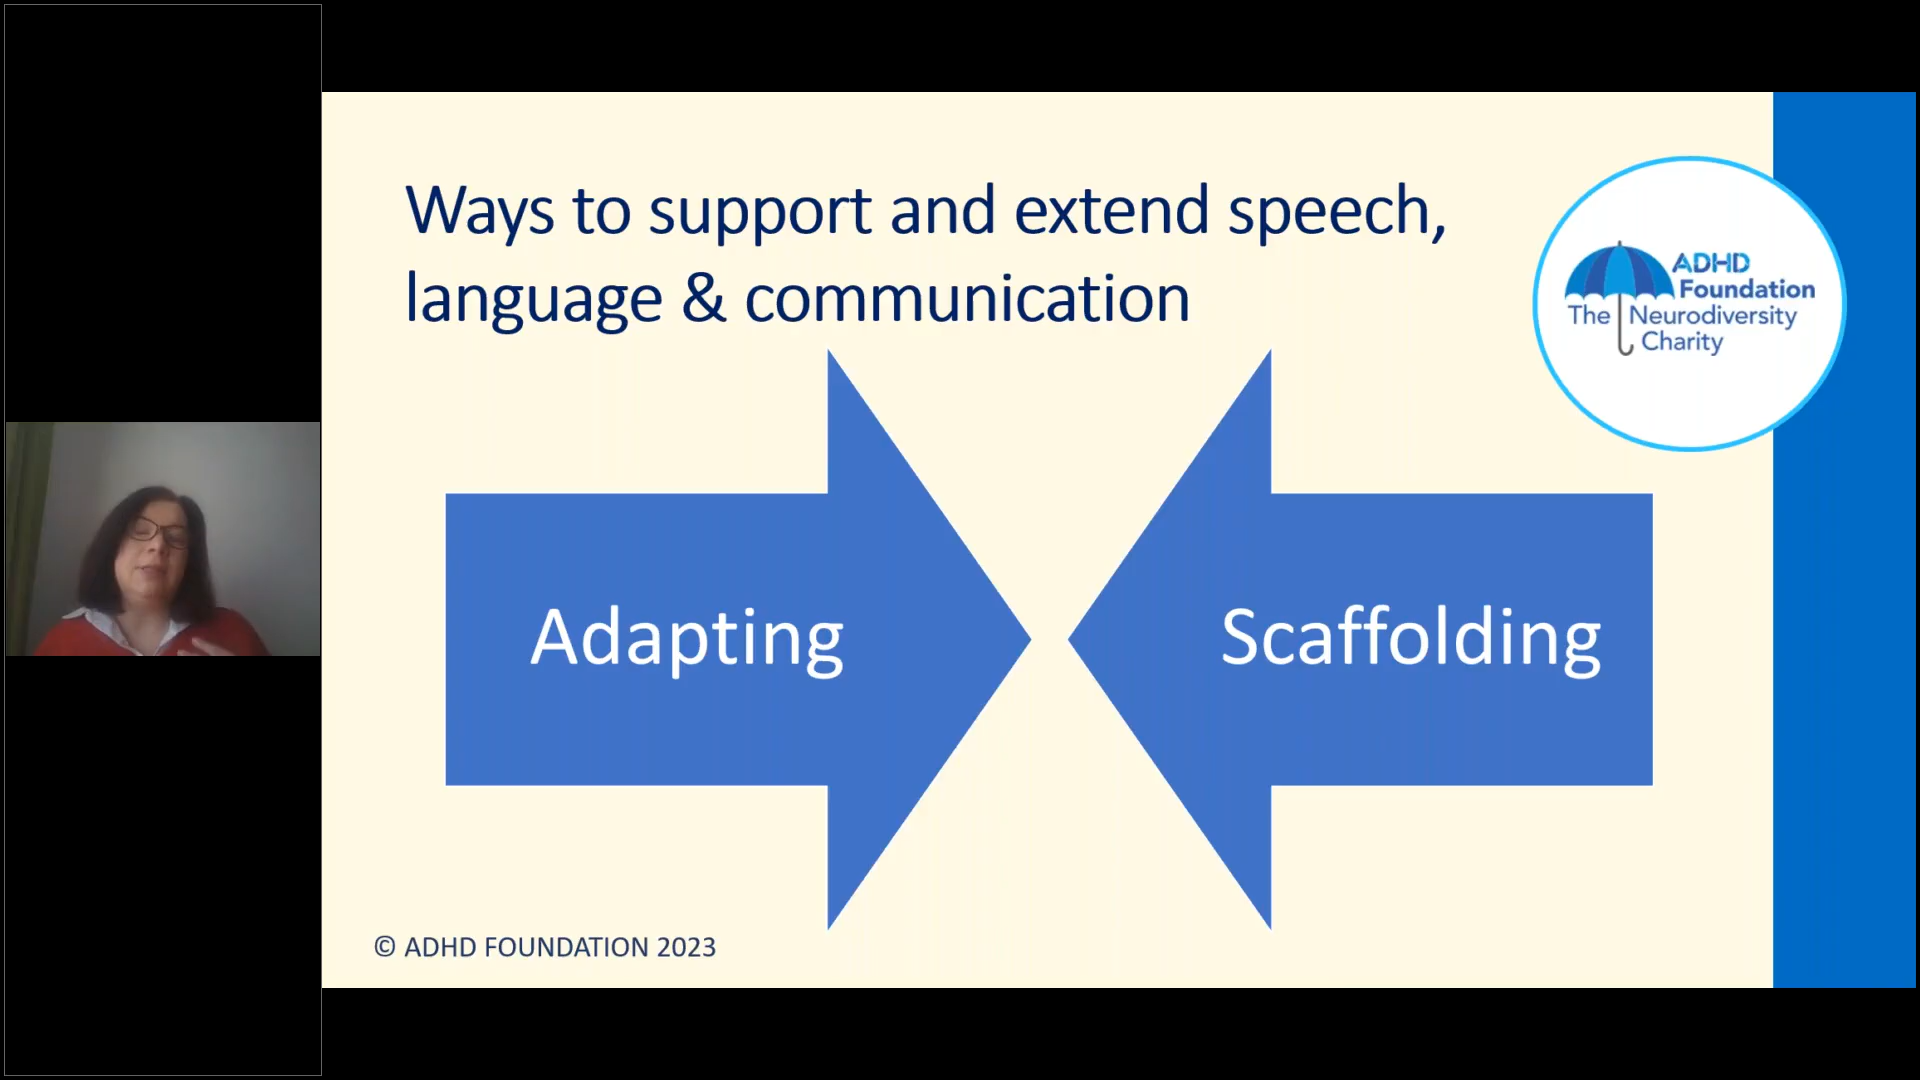 Ways to support and extend speech,
language & communication
ADHD
Foundation
The Neurodiversity
Charity
Adapting
Scaffolding
© ADHD FOUNDATION 2023